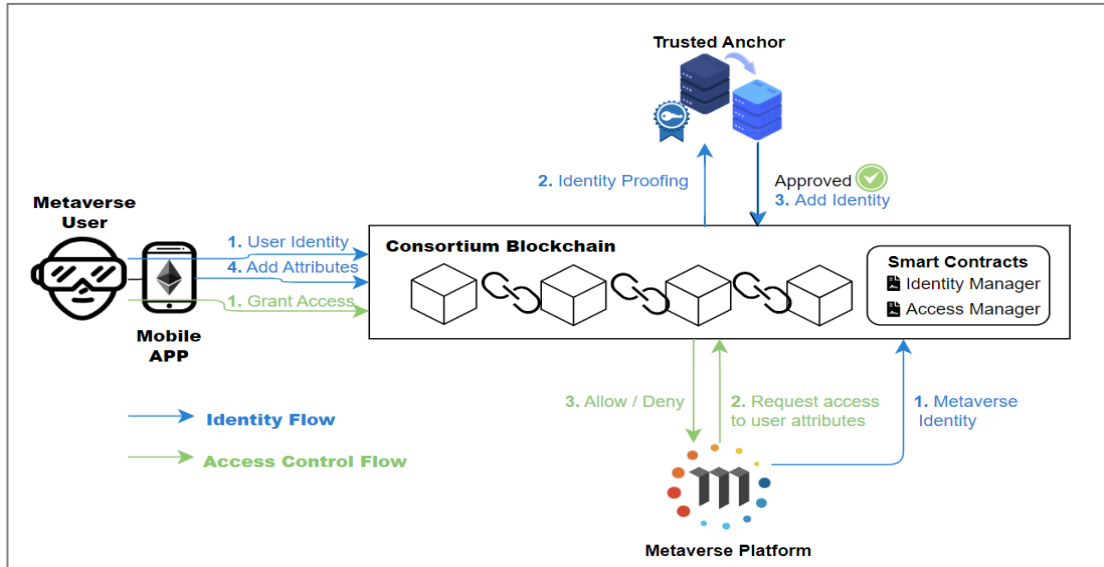 Trusted Anchor
2. Identity Proofing
Approved
3. Add Identity
Metaverse
User
1. User Identity
4. Add Attributes
1. Grant Access
Mobile
APP
Consortium Blockchain
Smart Contracts
Identity Manager
Access Manager
3. Allow / Deny
2. Request access
to user attributes
1. Metaverse
Identity
Identity Flow
Access Control Flow
Metaverse Platform